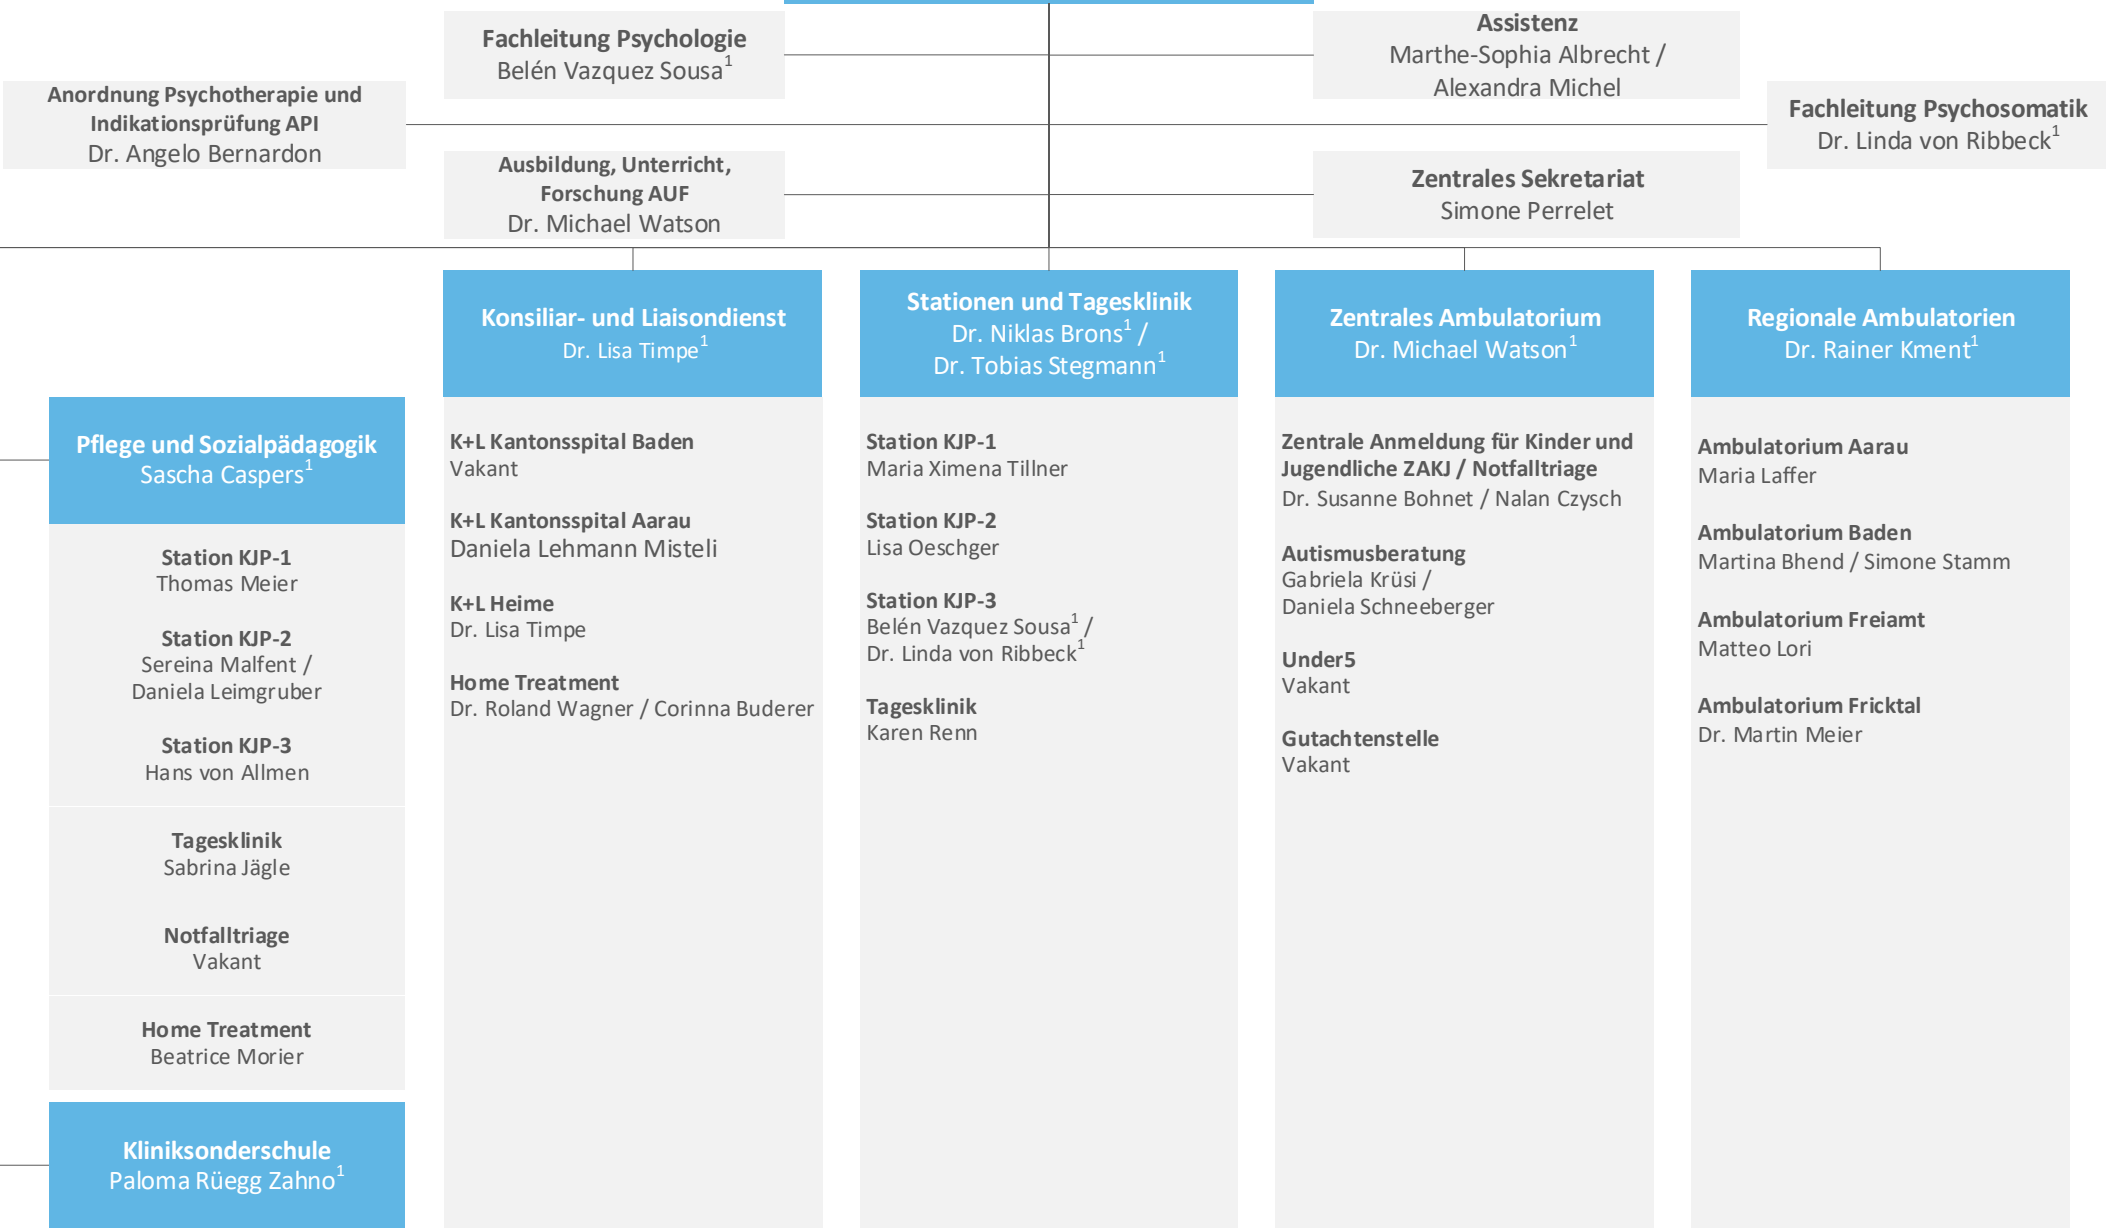 Fachleitung Psychologie
Belén Vazquez Sousa¹
Assistenz
Marthe-Sophia Albrecht /
Alexandra Michel
Anordnung Psychotherapie und
Indikationsprüfung API
Dr. Angelo Bernardon
Fachleitung Psychosomatik
Dr. Linda von Ribbeck¹
Ausbildung, Unterricht,
Forschung AUF
Dr. Michael Watson
Zentrales Sekretariat
Simone Perrelet
Pflege und Sozialpädagogik
Sascha Caspers¹
Station KJP-1
Thomas Meier
Station KJP-2
Sereina Malfent /
Daniela Leimgruber
Station KJP-3
Hans von Allmen
Tagesklinik
Sabrina Jägle
Notfalltriage
Vakant
Home Treatment
Beatrice Morier
Kliniksonderschule
Paloma Rüegg Zahno¹
Konsiliar- und Liaisondienst
Dr. Lisa Timpe¹
K+L Kantonsspital Baden
Vakant
K+L Kantonsspital Aarau
Daniela Lehmann Misteli
K+L Heime
Dr. Lisa Timpe
Home Treatment
Dr. Roland Wagner / Corinna Buderer
Stationen und Tagesklinik
Dr. Niklas Brons¹ /
Dr. Tobias Stegmann¹
Station KJP-1
Maria Ximena Tillner
Station KJP-2
Lisa Oeschger
Station KJP-3
Belén Vazquez Sousa¹ /
Dr. Linda von Ribbeck¹
Tagesklinik
Karen Renn
Zentrales Ambulatorium
Dr. Michael Watson¹
Zentrale Anmeldung für Kinder und
Jugendliche ZAKJ / Notfalltriage
Dr. Susanne Bohnet / Nalan Czysch
Autismusberatung
Gabriela Krüsi /
Daniela Schneeberger
Under5
Vakant
Gutachtenstelle
Vakant
Regionale Ambulatorien
Dr. Rainer Kment¹
Ambulatorium Aarau
Maria Laffer
Ambulatorium Baden
Martina Bhend / Simone Stamm
Ambulatorium Freiamt
Matteo Lori
Ambulatorium Fricktal
Dr. Martin Meier